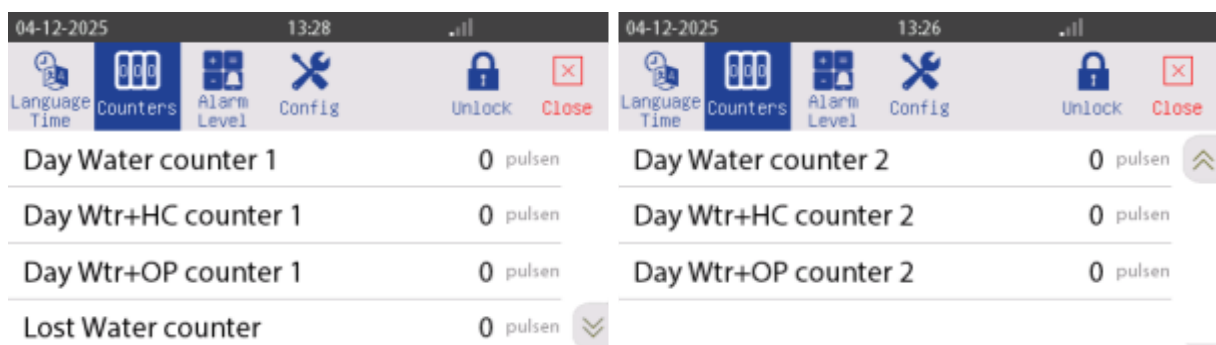 04-12-2025 13:28
Language Time Counters Alarm Level Config Unlock Close
Day Water counter 1 0 pulsen
Day Wtr+HC counter 1 0 pulsen
Day Wtr+OP counter 1 0 pulsen
Lost Water counter 0 pulsen
04-12-2025 13:26
Language Time Counters Alarm Level Config Unlock Close
Day Water counter 2 0 pulsen
Day Wtr+HC counter 2 0 pulsen
Day Wtr+OP counter 2 0 pulsen